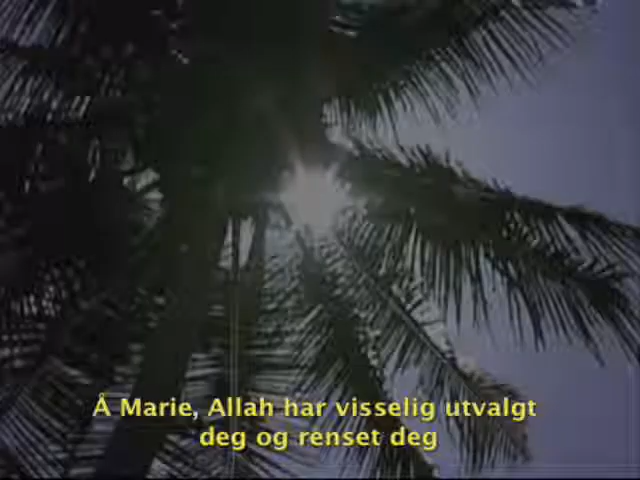 Å Marie, Allah har visselig utvalgt
deg og renset deg